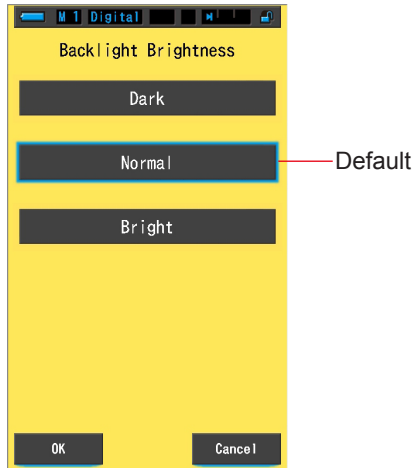 M 1 Digital
Backlight Brightness
Dark
Normal
Default
Bright
OK
Cancel